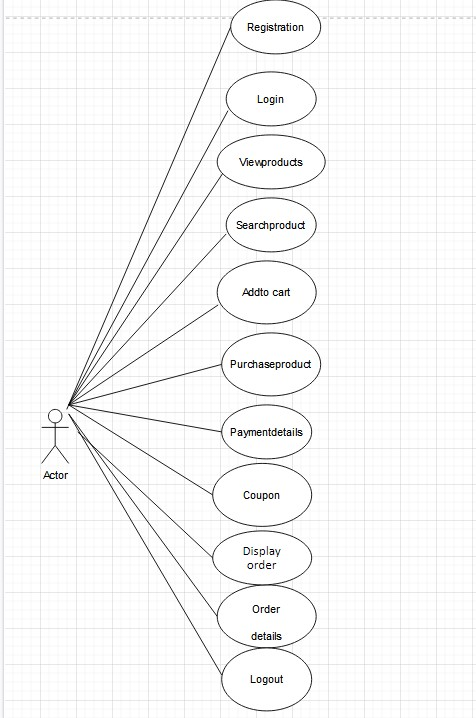 Registration
Login
Viewproducts
Searchproduct
Addto cart
Purchaseproduct
Paymentdetails
Actor
Coupon
Display
order
Order
details
Logout